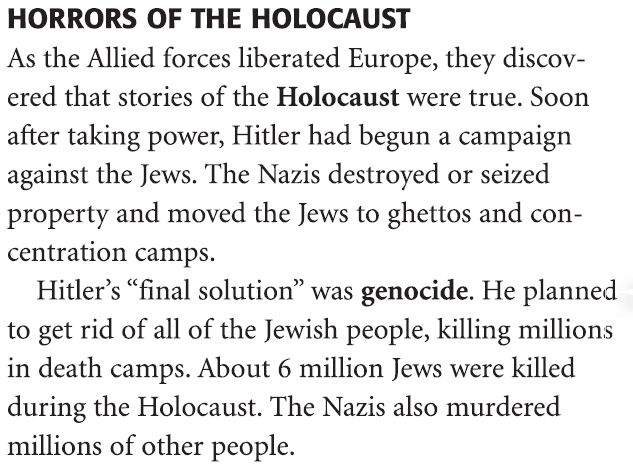 HORRORS OF THE HOLOCAUST
As the Allied forces liberated Europe, they discov-
ered that stories of the Holocaust were true. Soon
after taking power, Hitler had begun a campaign
against the Jews. The Nazis destroyed or seized
property and moved the Jews to ghettos and con-
centration camps.
Hitler’s “final solution” was genocide. He planned
to get rid of all of the Jewish people, killing millions
in death camps. About 6 million Jews were killed
during the Holocaust. The Nazis also murdered
millions of other people.